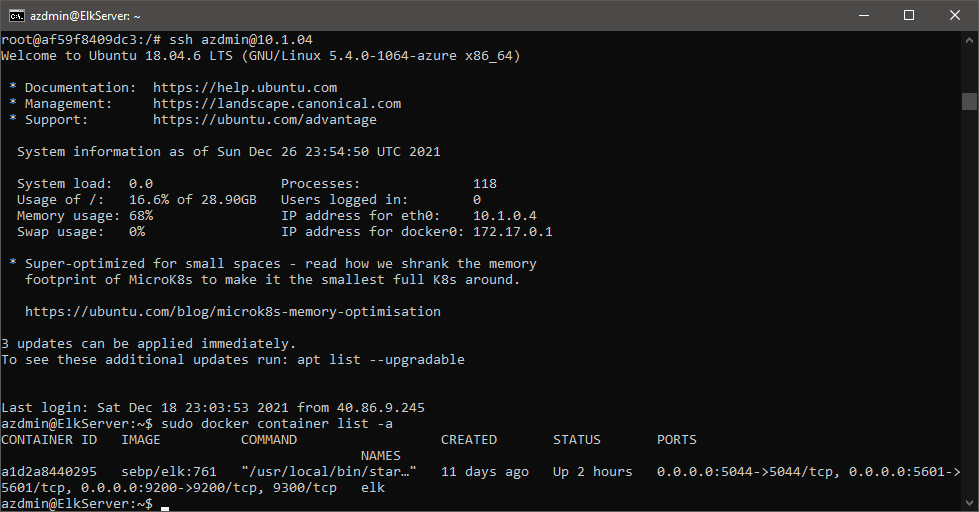 azdmin@ElkServer: ~
root@af59f8409dc3:/# ssh azdmin@10.1.04
Welcome to Ubuntu 18.04.6 LTS (GNU/Linux 5.4.0-1064-azure x86_64)
* Documentation: https://help.ubuntu.com
* Management: https://landscape.canonical.com
* Support: https://ubuntu.com/advantage
System information as of Sun Dec 26 23:54:50 UTC 2021
System load: 0.0 Processes: 118
Usage of /: 16.6% of 28.90GB Users logged in: 0
Memory usage: 68% IP address for eth0: 10.1.0.4
Swap usage: 0% IP address for docker0: 172.17.0.1
* Super-optimized for small spaces - read how we shrank the memory
footprint of MicroK8s to make it the smallest full K8s around.
https://ubuntu.com/blog/microk8s-memory-optimisation
3 updates can be applied immediately.
To see these additional updates run: apt list --upgradable
Last login: Sat Dec 18 23:03:53 2021 from 40.86.9.245
azdmin@ElkServer:~$ sudo docker container list -a
CONTAINER ID IMAGE COMMAND CREATED STATUS PORTS
NAMES
a1d2a8440295 sebp/elk:761 "/usr/local/bin/star…" 11 days ago Up 2 hours 0.0.0.0:5044->5044/tcp, 0.0.0.0:5601->
5601/tcp, 0.0.0.0:9200->9200/tcp, 9300/tcp elk
azdmin@ElkServer:~$